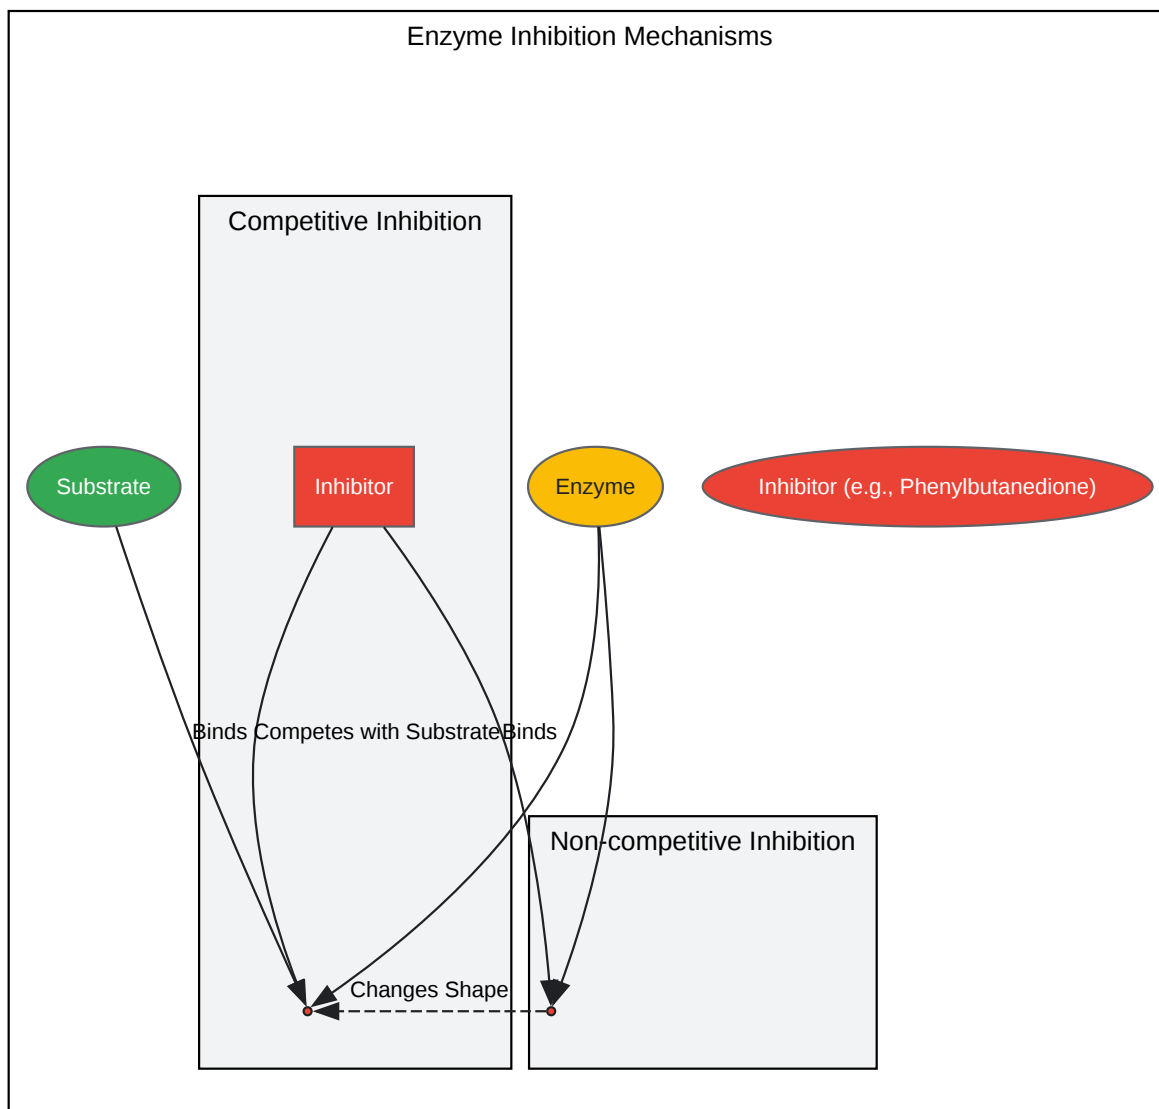 Enzyme Inhibition Mechanisms
Competitive Inhibition
Substrate
Inhibitor
Enzyme
Inhibitor (e.g., Phenylbutanedione)
Binds
Competes with Substrate
Binds
Non-competitive Inhibition
Changes Shape